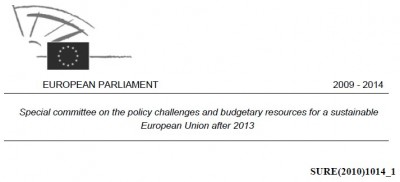 EUROPEAN PARLIAMENT 2009 - 2014
Special committee on the policy challenges and budgetary resources for a sustainable
European Union after 2013
SURE(2010)1014_1